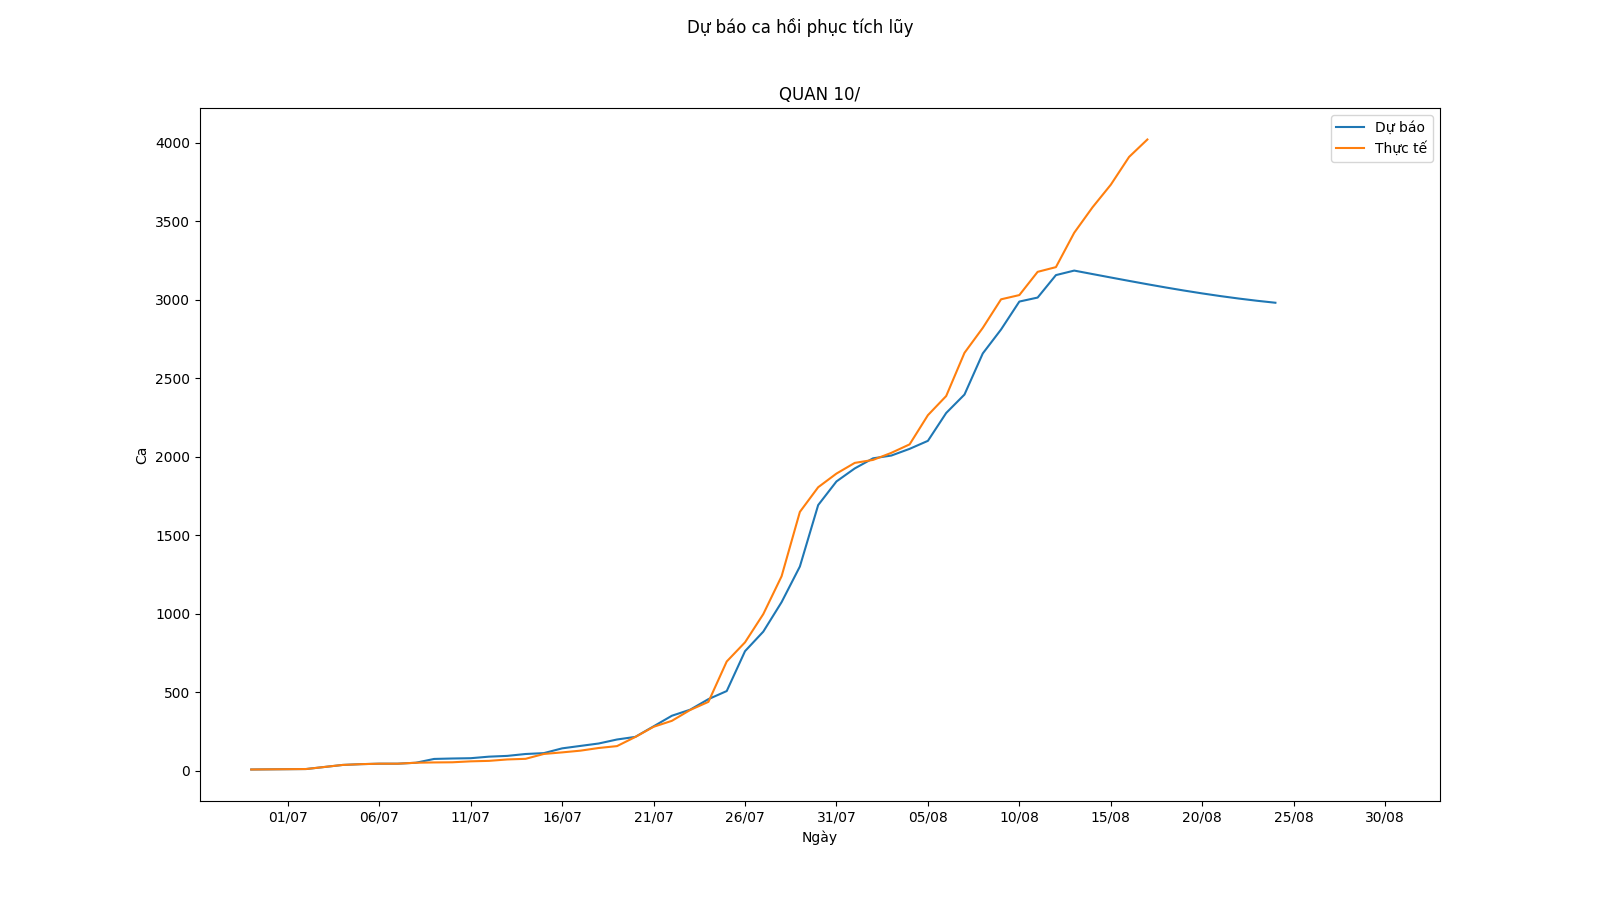 Dự báo ca hồi phục tích lũy
QUAN 10/
Dự báo
Thực tế
4000
3500
3000
2500
2000
1500
1000
500
0
Ca
01/07 06/07 11/07 16/07 21/07 26/07 31/07 05/08 10/08 15/08 20/08 25/08 30/08
Ngày